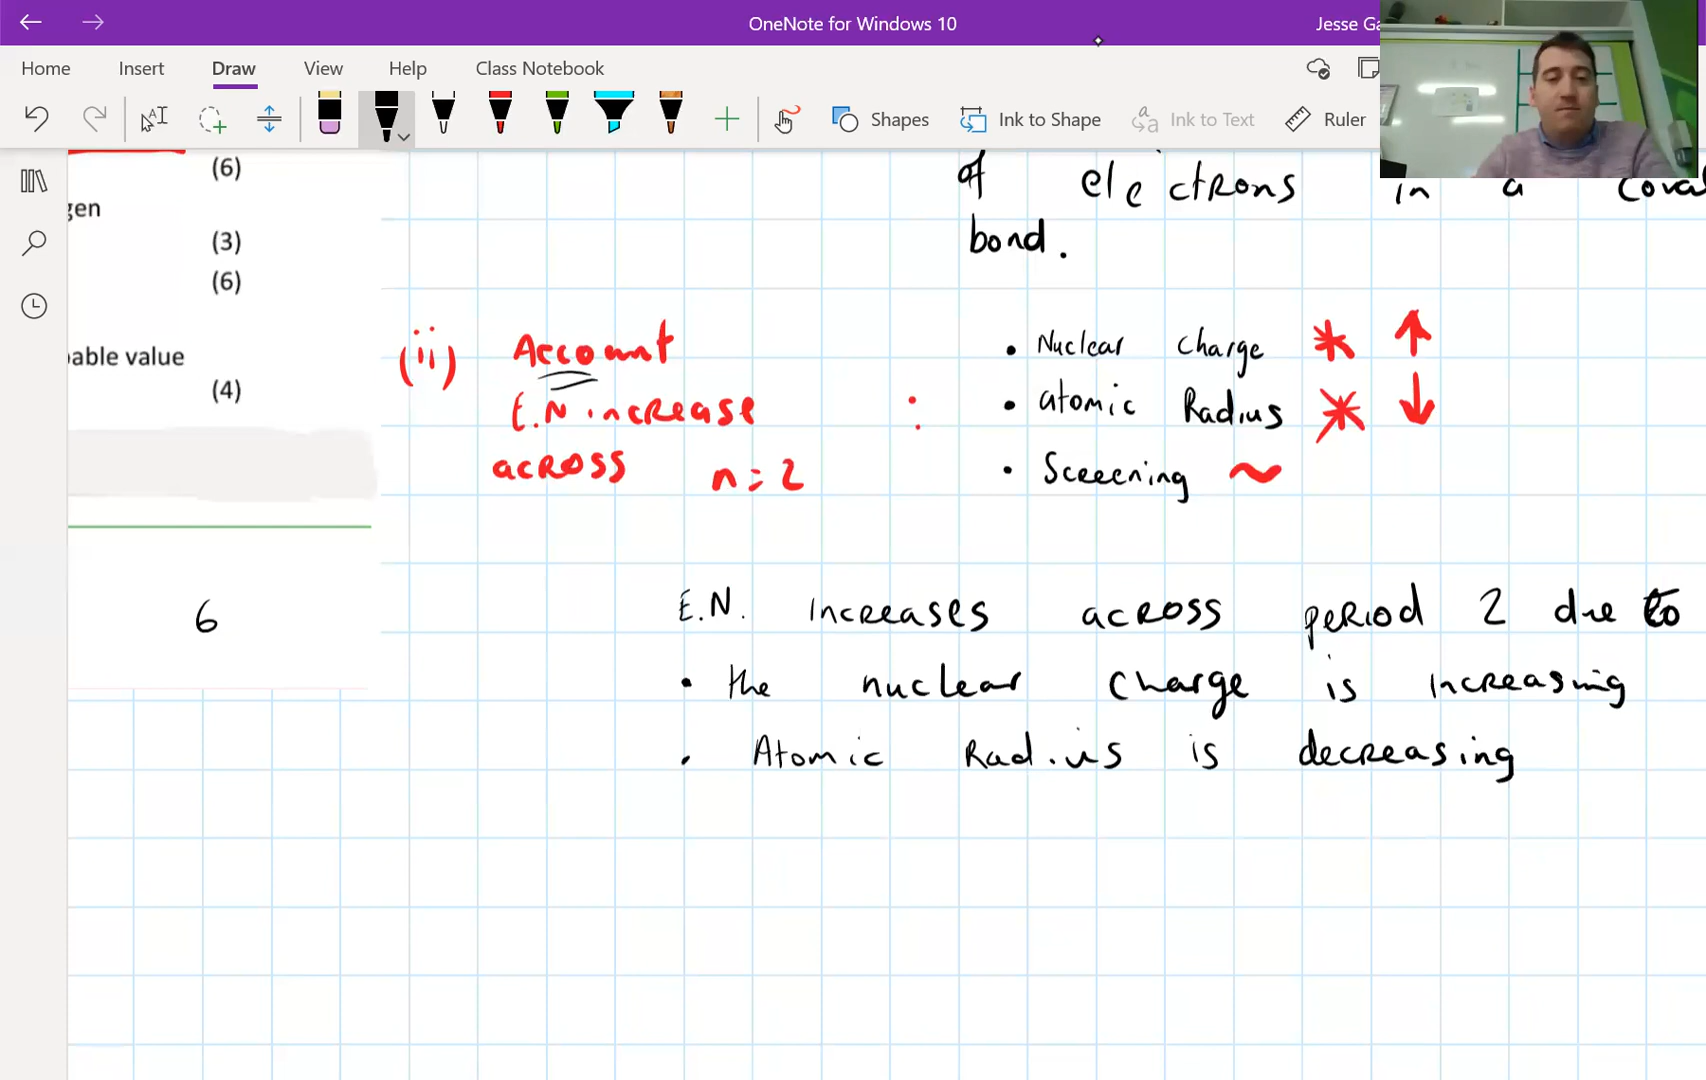 OneNote for Windows 10
Jesse Ga
Home Insert Draw View Help Class Notebook
Shapes Ink to Shape Ink to Text Ruler
(6)
gen
(3)
(6)
able value
(4)
6
of electrons in a cova
bond.
(ii) Account
E.N increase :
across n = 2
• Nuclear charge * ↑
• atomic Radius * ↓
• Screening ~
E.N. increases across period 2 due to
• the nuclear charge is increasing
• Atomic Radius is decreasing